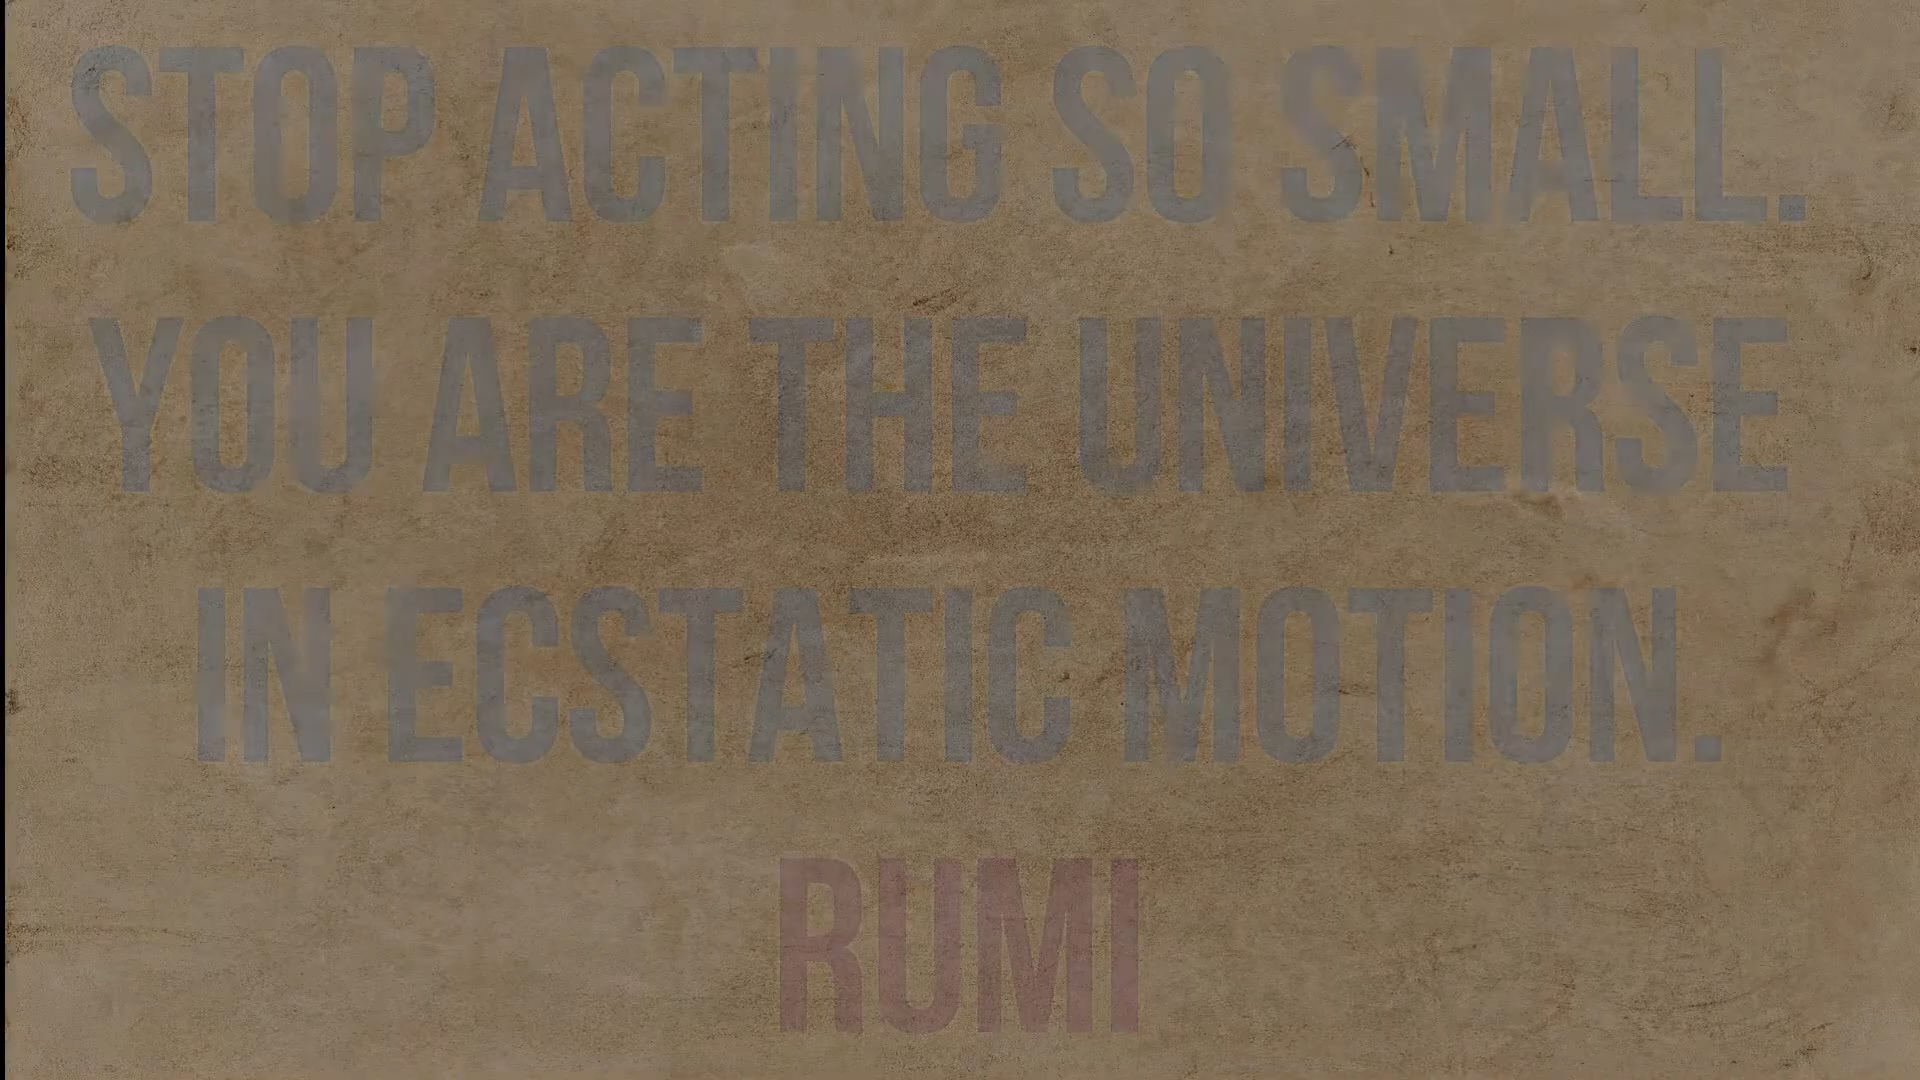 STOP ACTING SO SMALL.
YOU ARE THE UNIVERSE
IN ECSTATIC MOTION.
RUMI